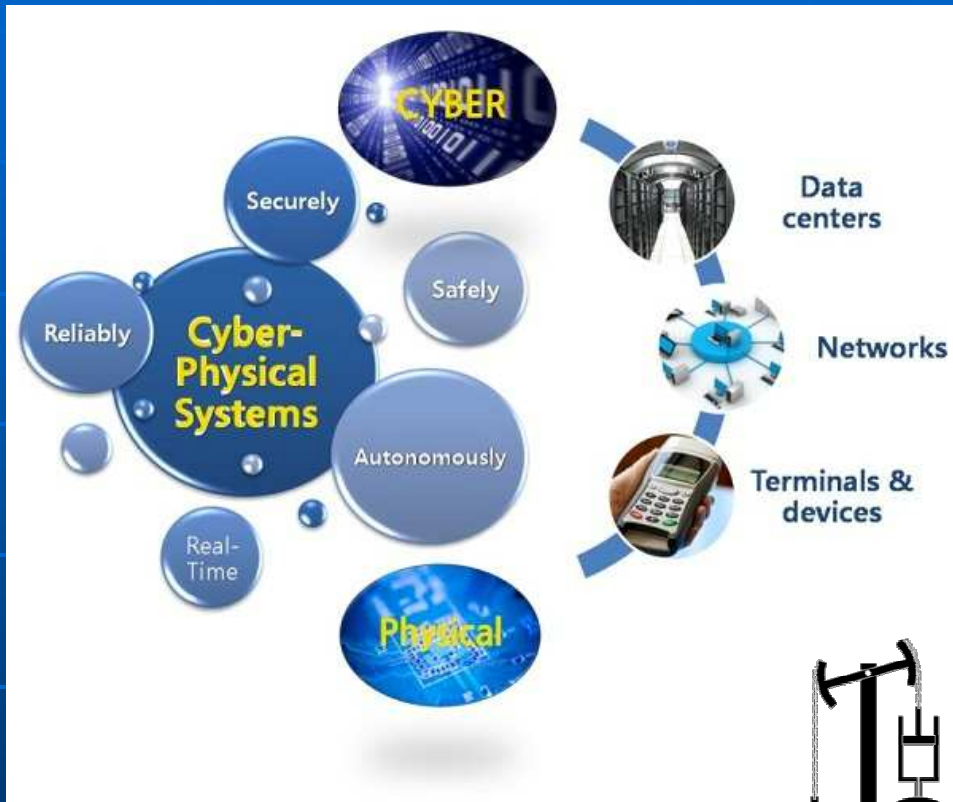 CYBER
Securely
Safely
Reliably
Cyber-
Physical
Systems
Autonomously
Real-
Time
Physical
Data
centers
Networks
Terminals &
devices